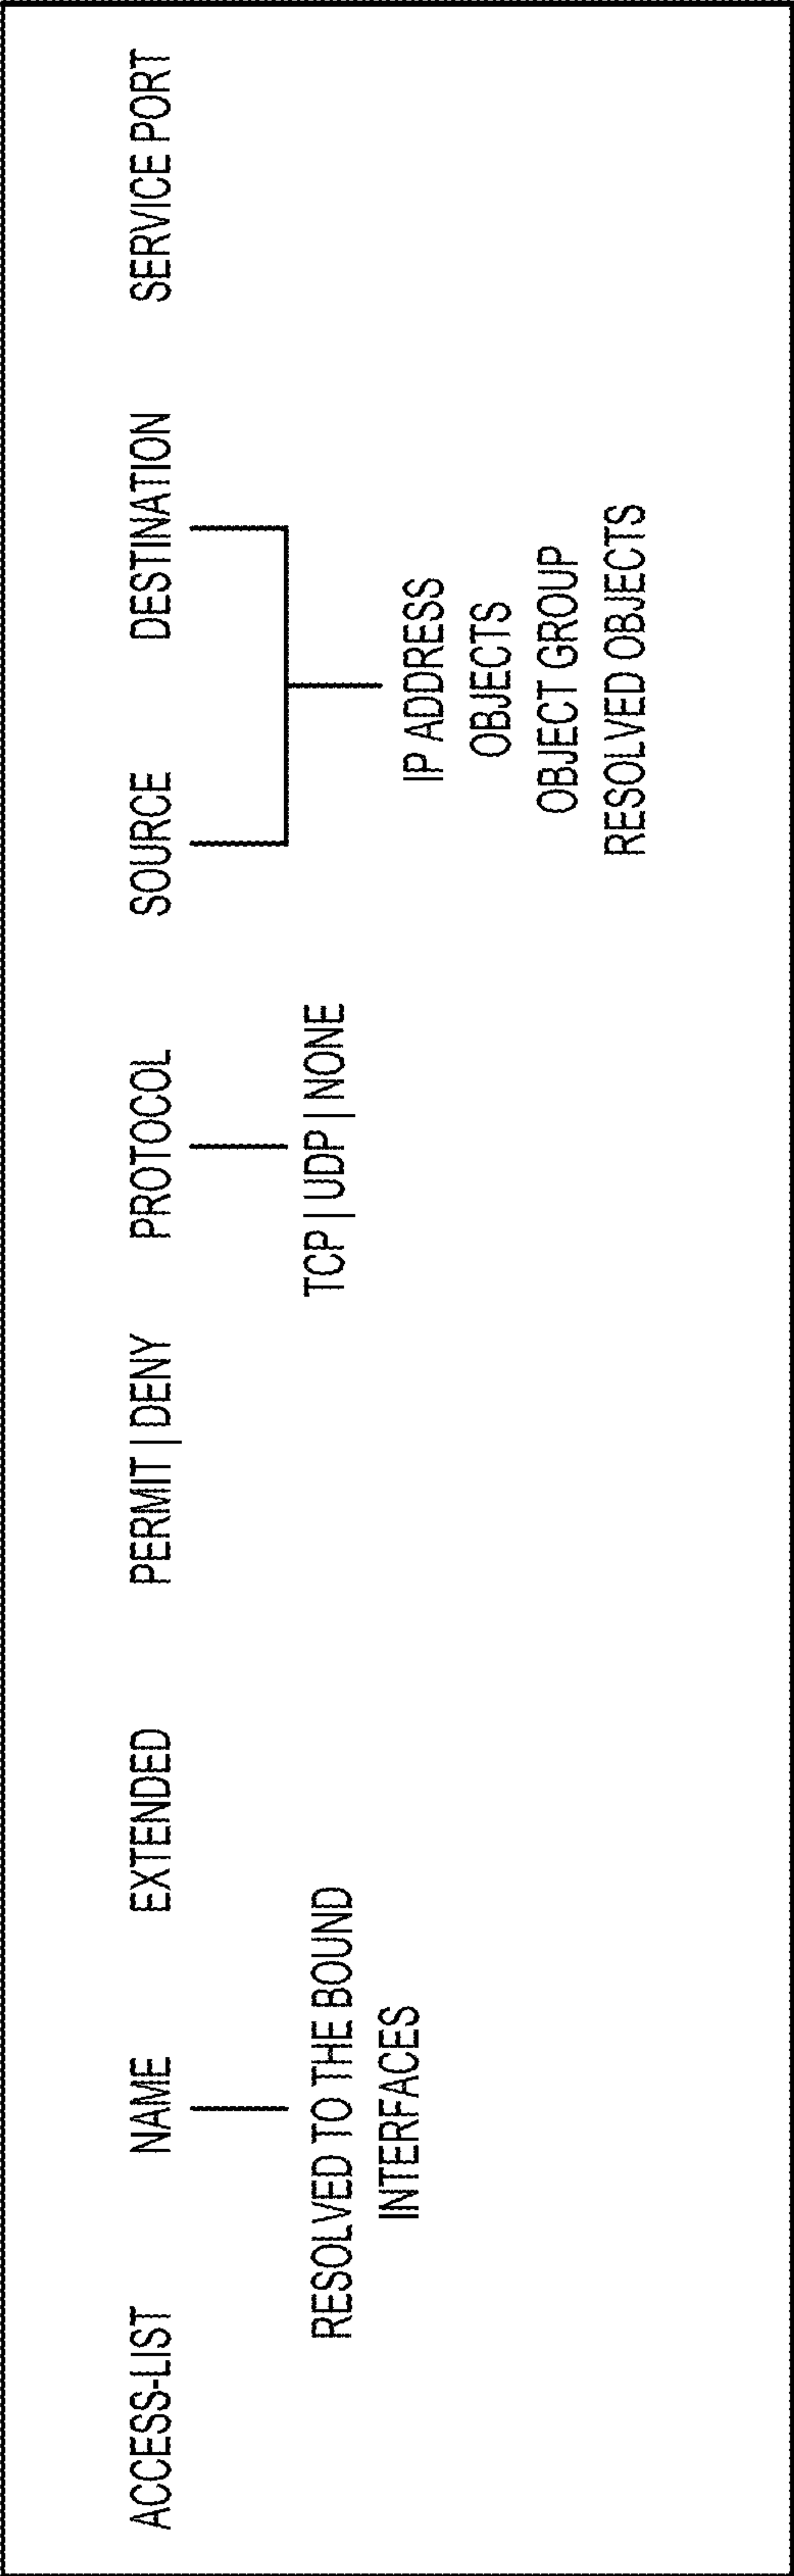 ACCESS-LIST NAME EXTENDED PERMIT | DENY PROTOCOL SOURCE DESTINATION SERVICE PORT
RESOLVED TO THE BOUND
INTERFACES
TCP | UDP | NONE
IP ADDRESS
OBJECTS
OBJECT GROUP
RESOLVED OBJECTS